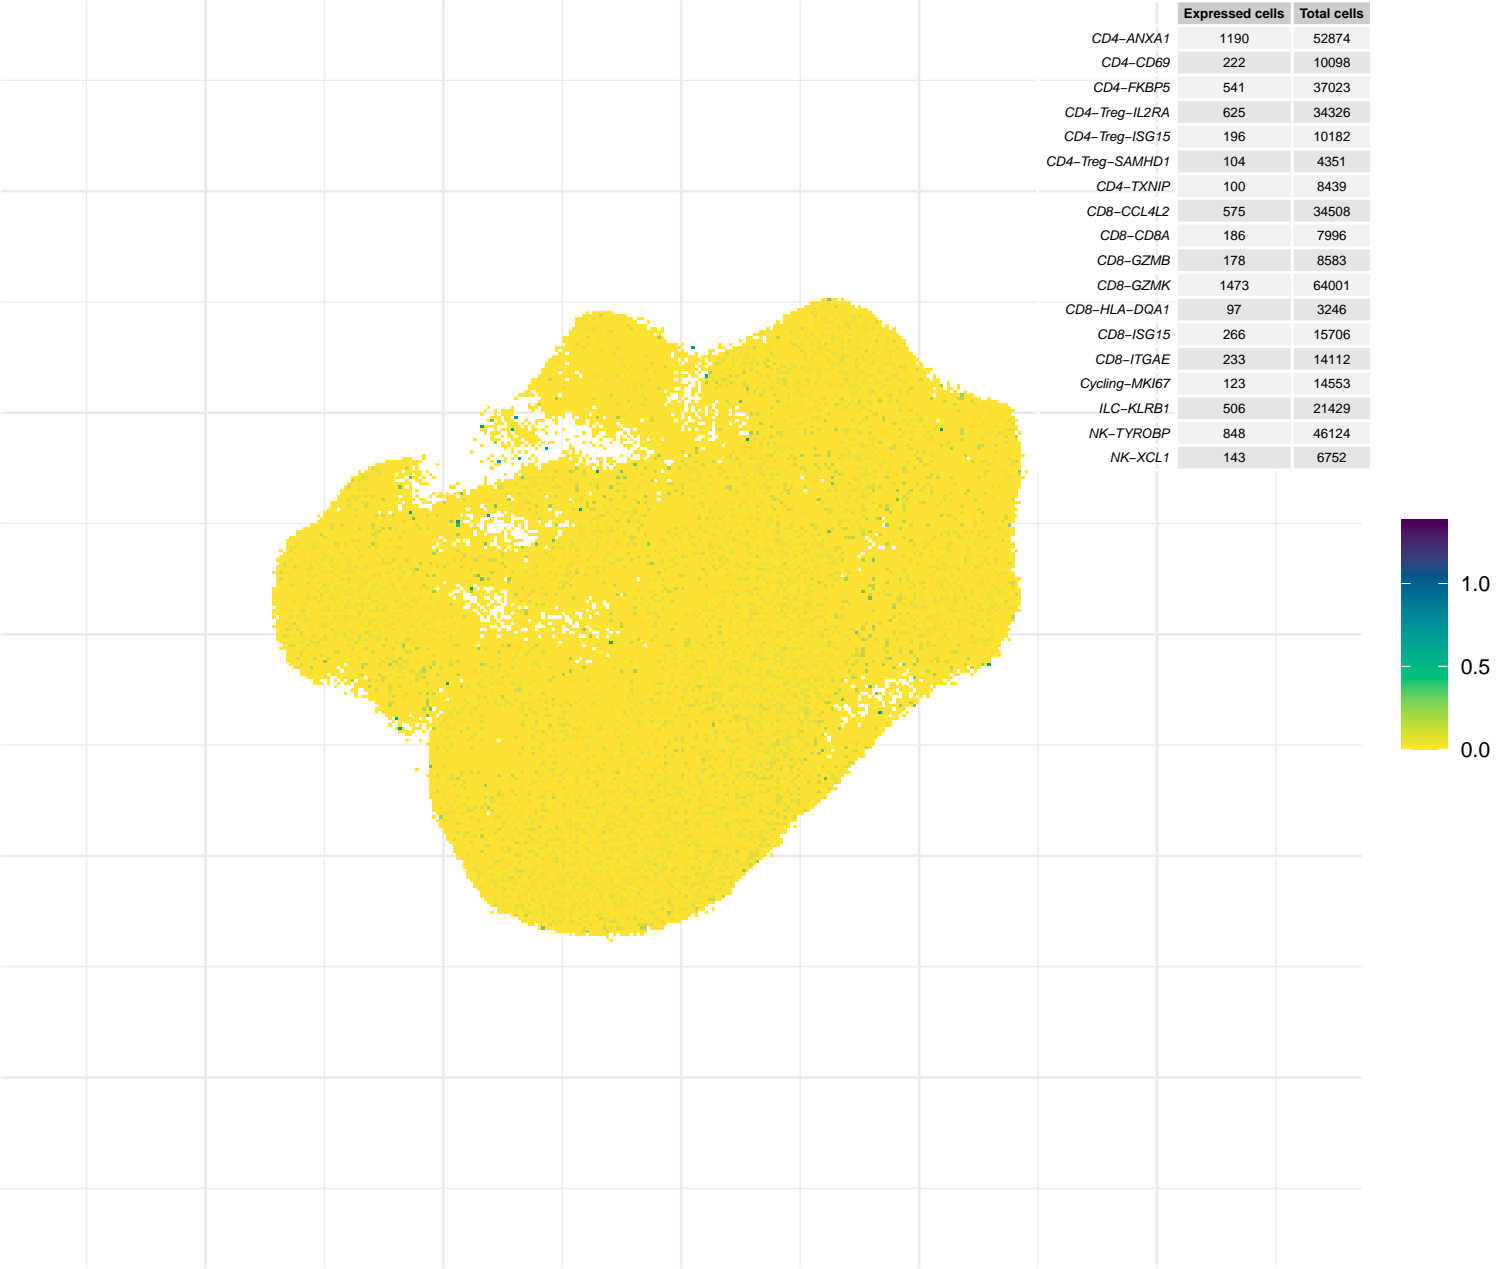 Expressed cells Total cells
CD4−ANXA1 1190 52874
CD4−CD69 222 10098
CD4−FKBP5 541 37023
CD4−Treg−IL2RA 625 34326
CD4−Treg−ISG15 196 10182
CD4−Treg−SAMHD1 104 4351
CD4−TXNIP 100 8439
CD8−CCL4L2 575 34508
CD8−CD8A 186 7996
CD8−GZMB 178 8583
CD8−GZMK 1473 64001
CD8−HLA−DQA1 97 3246
CD8−ISG15 266 15706
CD8−ITGAE 233 14112
Cycling−MKI67 123 14553
ILC−KLRB1 506 21429
NK−TYROBP 848 46124
NK−XCL1 143 6752
1.0
0.5
0.0